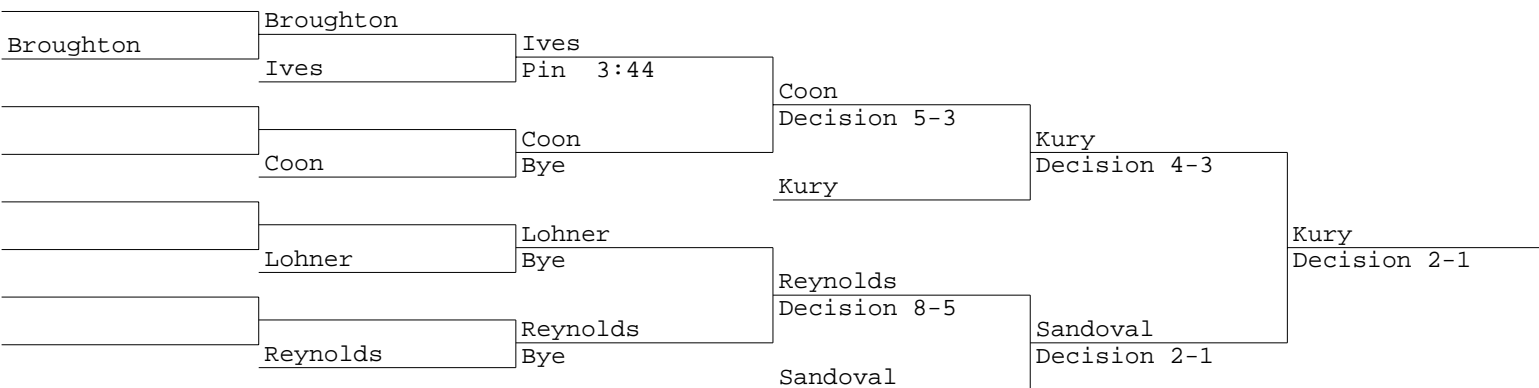 Broughton
Broughton
Ives
Ives
Pin 3:44
Coon
Decision 5-3
Coon
Coon
Bye
Kury
Kury
Decision 4-3
Lohner
Lohner
Bye
Kury
Decision 2-1
Reynolds
Decision 8-5
Reynolds
Reynolds
Bye
Sandoval
Sandoval
Decision 2-1